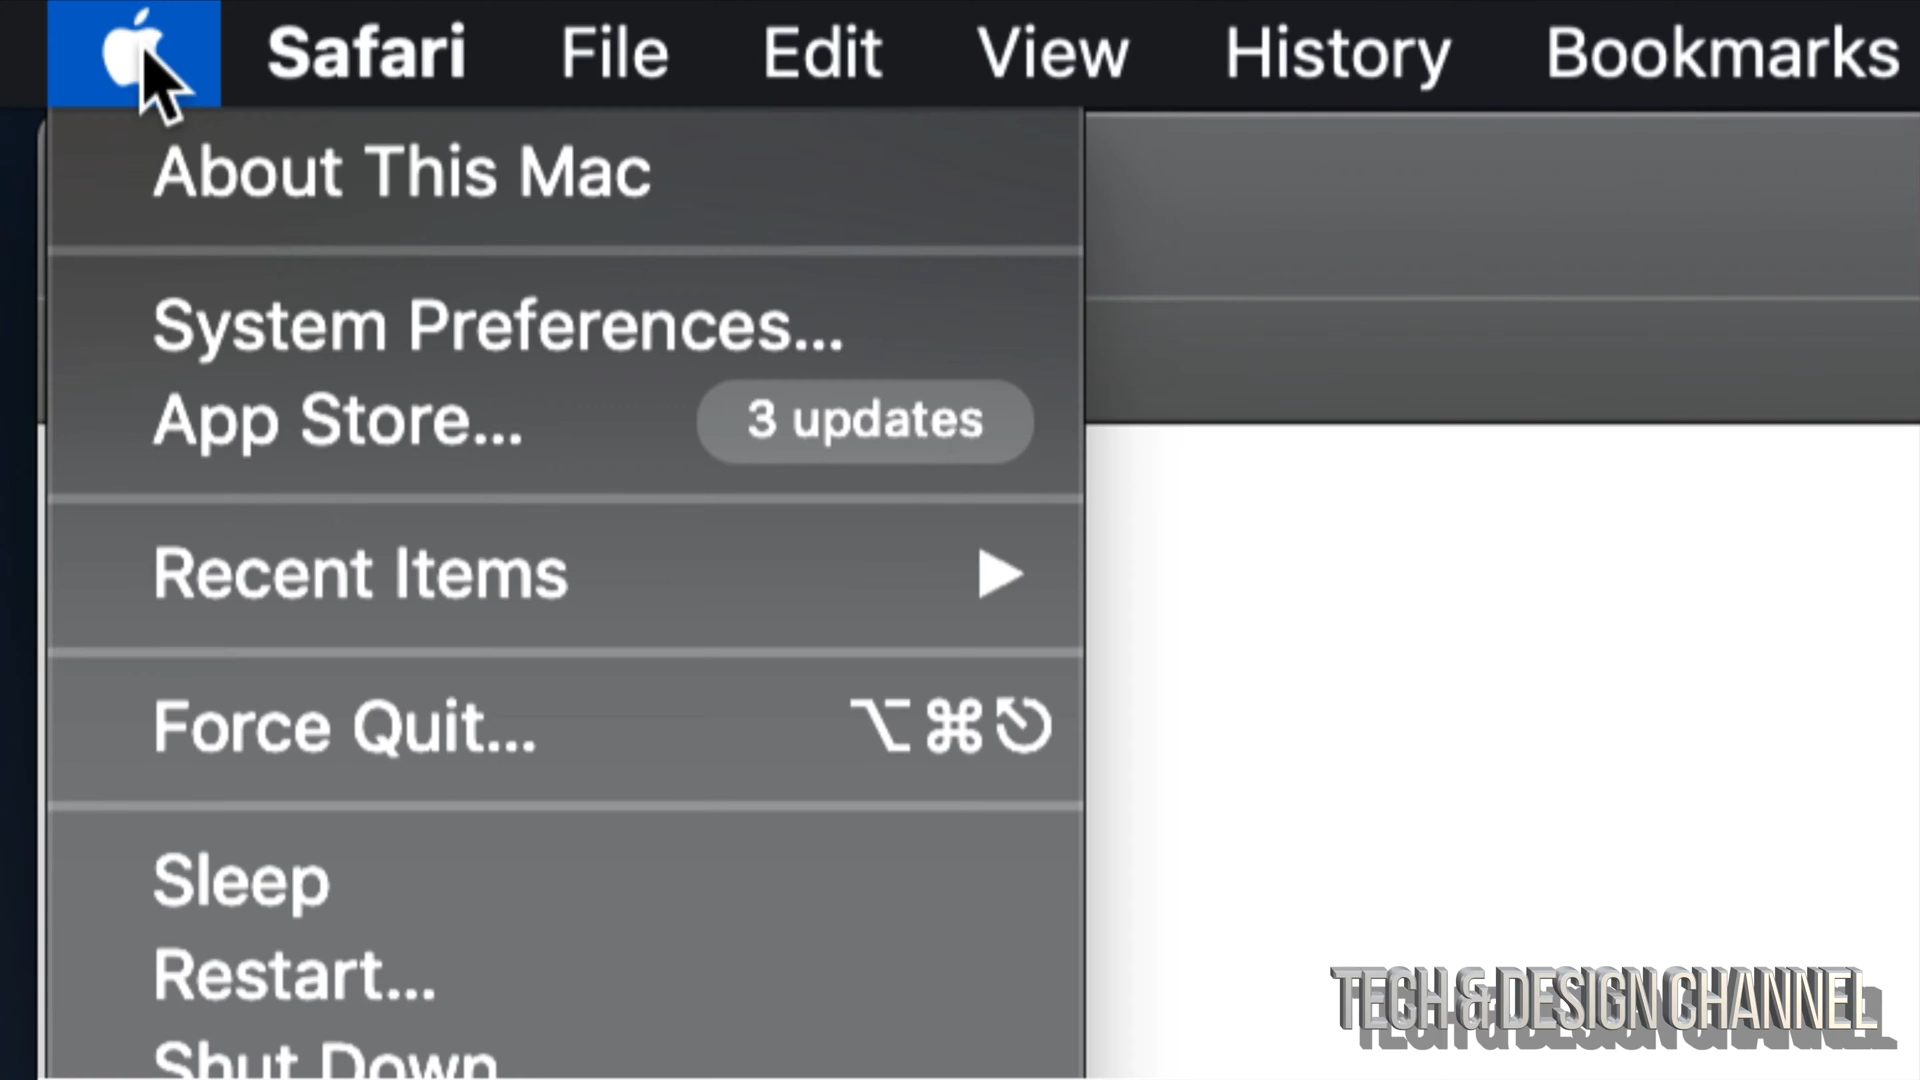 Safari File Edit View History Bookmarks
About This Mac
System Preferences...
App Store... 3 updates
Recent Items ▶
Force Quit... ⌥⌘⎋
Sleep
Restart...
Shut Down
TECH & DESIGN CHANNEL